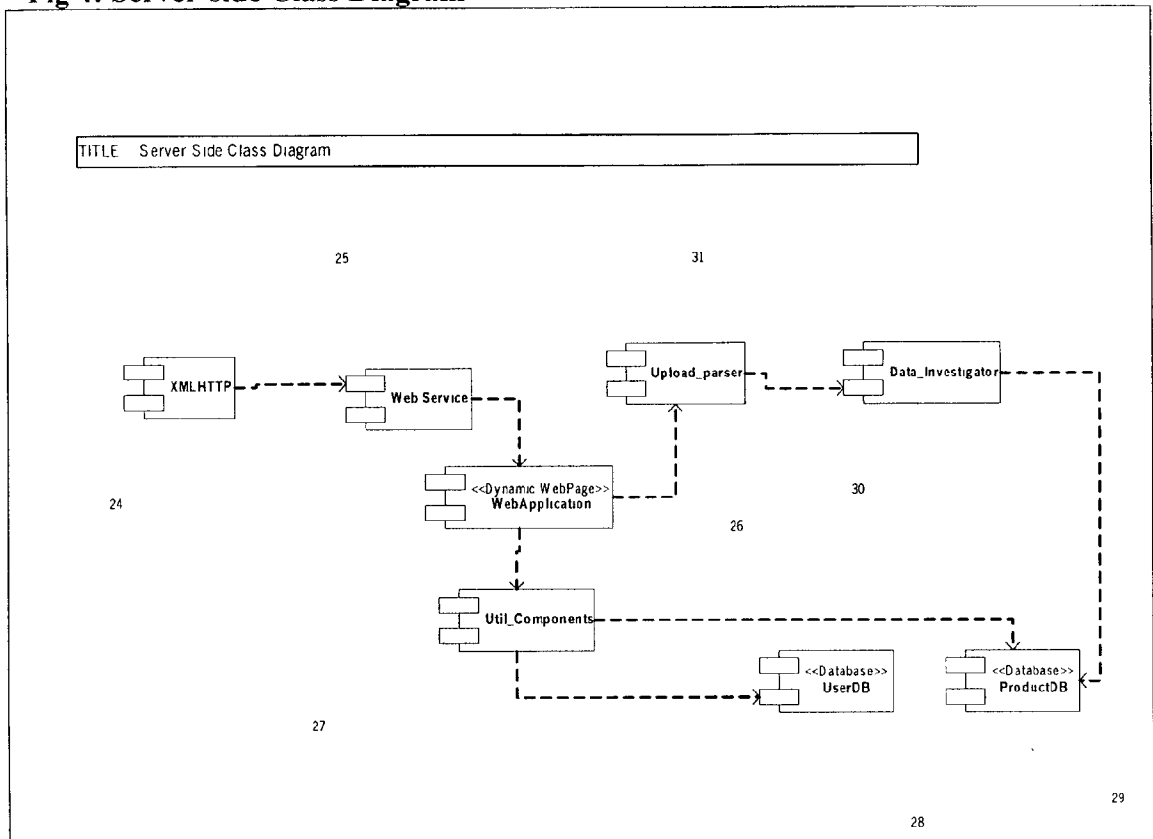 Fig 4: Server-side Class Diagram
TITLE Server Side Class Diagram
25
31
XMLHTTP
Web Service
Upload_parser
Data_Investigator
<<Dynamic WebPage>>
WebApplication
24
30
26
Util_Components
<<Database>>
UserDB
<<Database>>
ProductDB
27
29
28